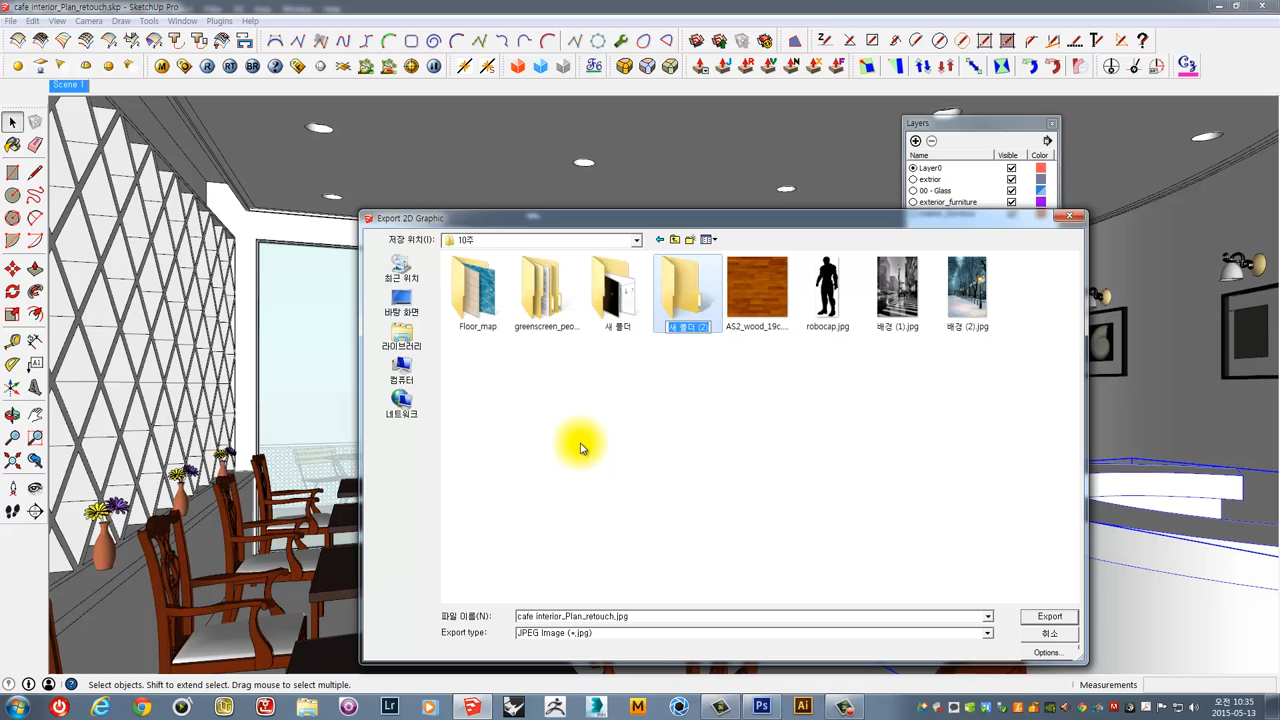 cafe interior_Plan_retouch.skp - SketchUp Pro
File Edit View Camera Draw Tools Window Plugins Help
M R RT BR
Scene 1
Layers
Name Visible Color
Layer0
extrior
00 - Glass
exterior_furniture
Export 2D Graphic
저장 위치(I): 10주
최근 위치
바탕 화면
라이브러리
컴퓨터
네트워크
Floor_map greenscreen_peo... 새 폴더 새 폴더 (2) AS2_wood_19c... robocap.jpg 배경 (1).jpg 배경 (2).jpg
파일 이름(N): cafe interior_Plan_retouch.jpg Export
Export type: JPEG Image (*.jpg) 취소
Options...
Select objects. Shift to extend select. Drag mouse to select multiple. Measurements
Lr M Ps Ai
오전 10:35
2015-05-13